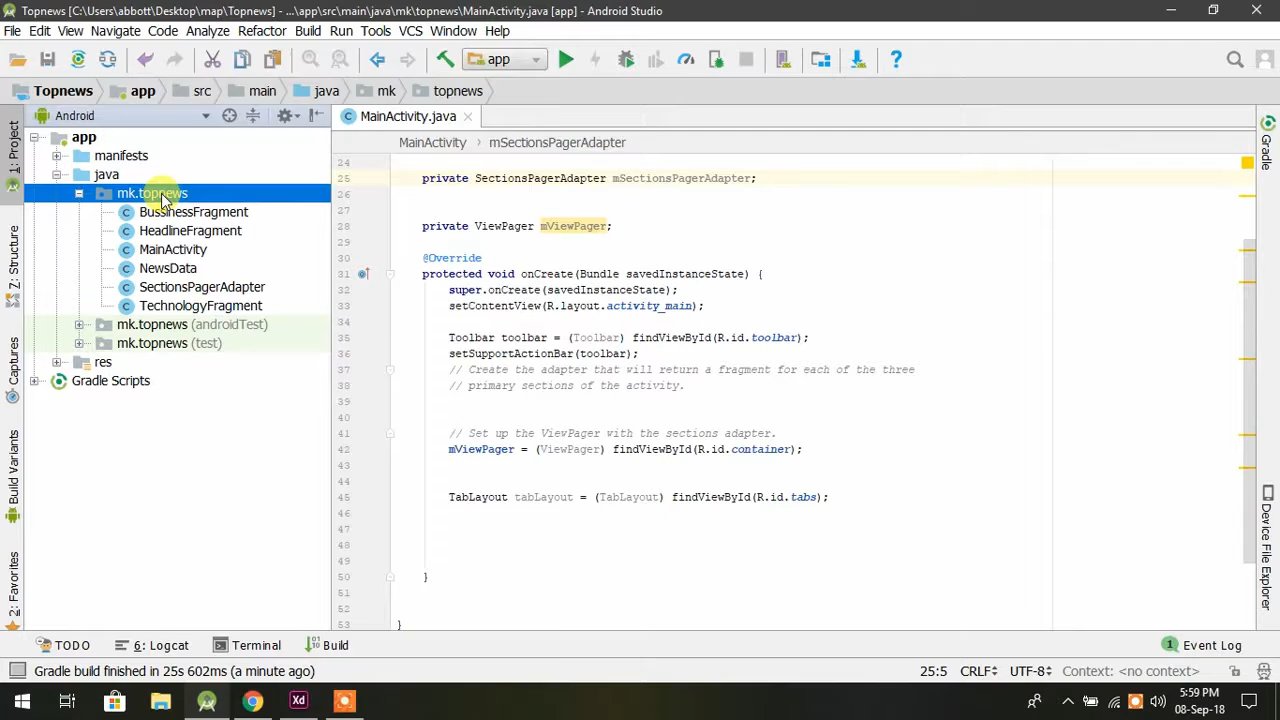 Topnews [C:\Users\abbott\Desktop\map\Topnews] - ...\app\src\main\java\mk\topnews\MainActivity.java [app] - Android Studio
File Edit View Navigate Code Analyze Refactor Build Run Tools VCS Window Help
app
Topnews app src main java mk topnews
Android
MainActivity.java
MainActivity mSectionsPagerAdapter
1: Project
Z: Structure
Captures
Build Variants
2: Favorites
app
manifests
java
mk.topnews
BussinessFragment
HeadlineFragment
MainActivity
NewsData
SectionsPagerAdapter
TechnologyFragment
mk.topnews (androidTest)
mk.topnews (test)
res
Gradle Scripts
24
25 private SectionsPagerAdapter mSectionsPagerAdapter;
26
27
28 private ViewPager mViewPager;
29
30 @Override
31 protected void onCreate(Bundle savedInstanceState) {
32 super.onCreate(savedInstanceState);
33 setContentView(R.layout.activity_main);
34
35 Toolbar toolbar = (Toolbar) findViewById(R.id.toolbar);
36 setSupportActionBar(toolbar);
37 // Create the adapter that will return a fragment for each of the three
38 // primary sections of the activity.
39
40
41 // Set up the ViewPager with the sections adapter.
42 mViewPager = (ViewPager) findViewById(R.id.container);
43
44
45 TabLayout tabLayout = (TabLayout) findViewById(R.id.tabs);
46
47
48
49
50 }
51
52
53 }
Gradle
Device File Explorer
TODO 6: Logcat Terminal Build 1 Event Log
Gradle build finished in 25s 602ms (a minute ago) 25:5 CRLF UTF-8 Context: <no context>
Xd
5:59 PM
08-Sep-18